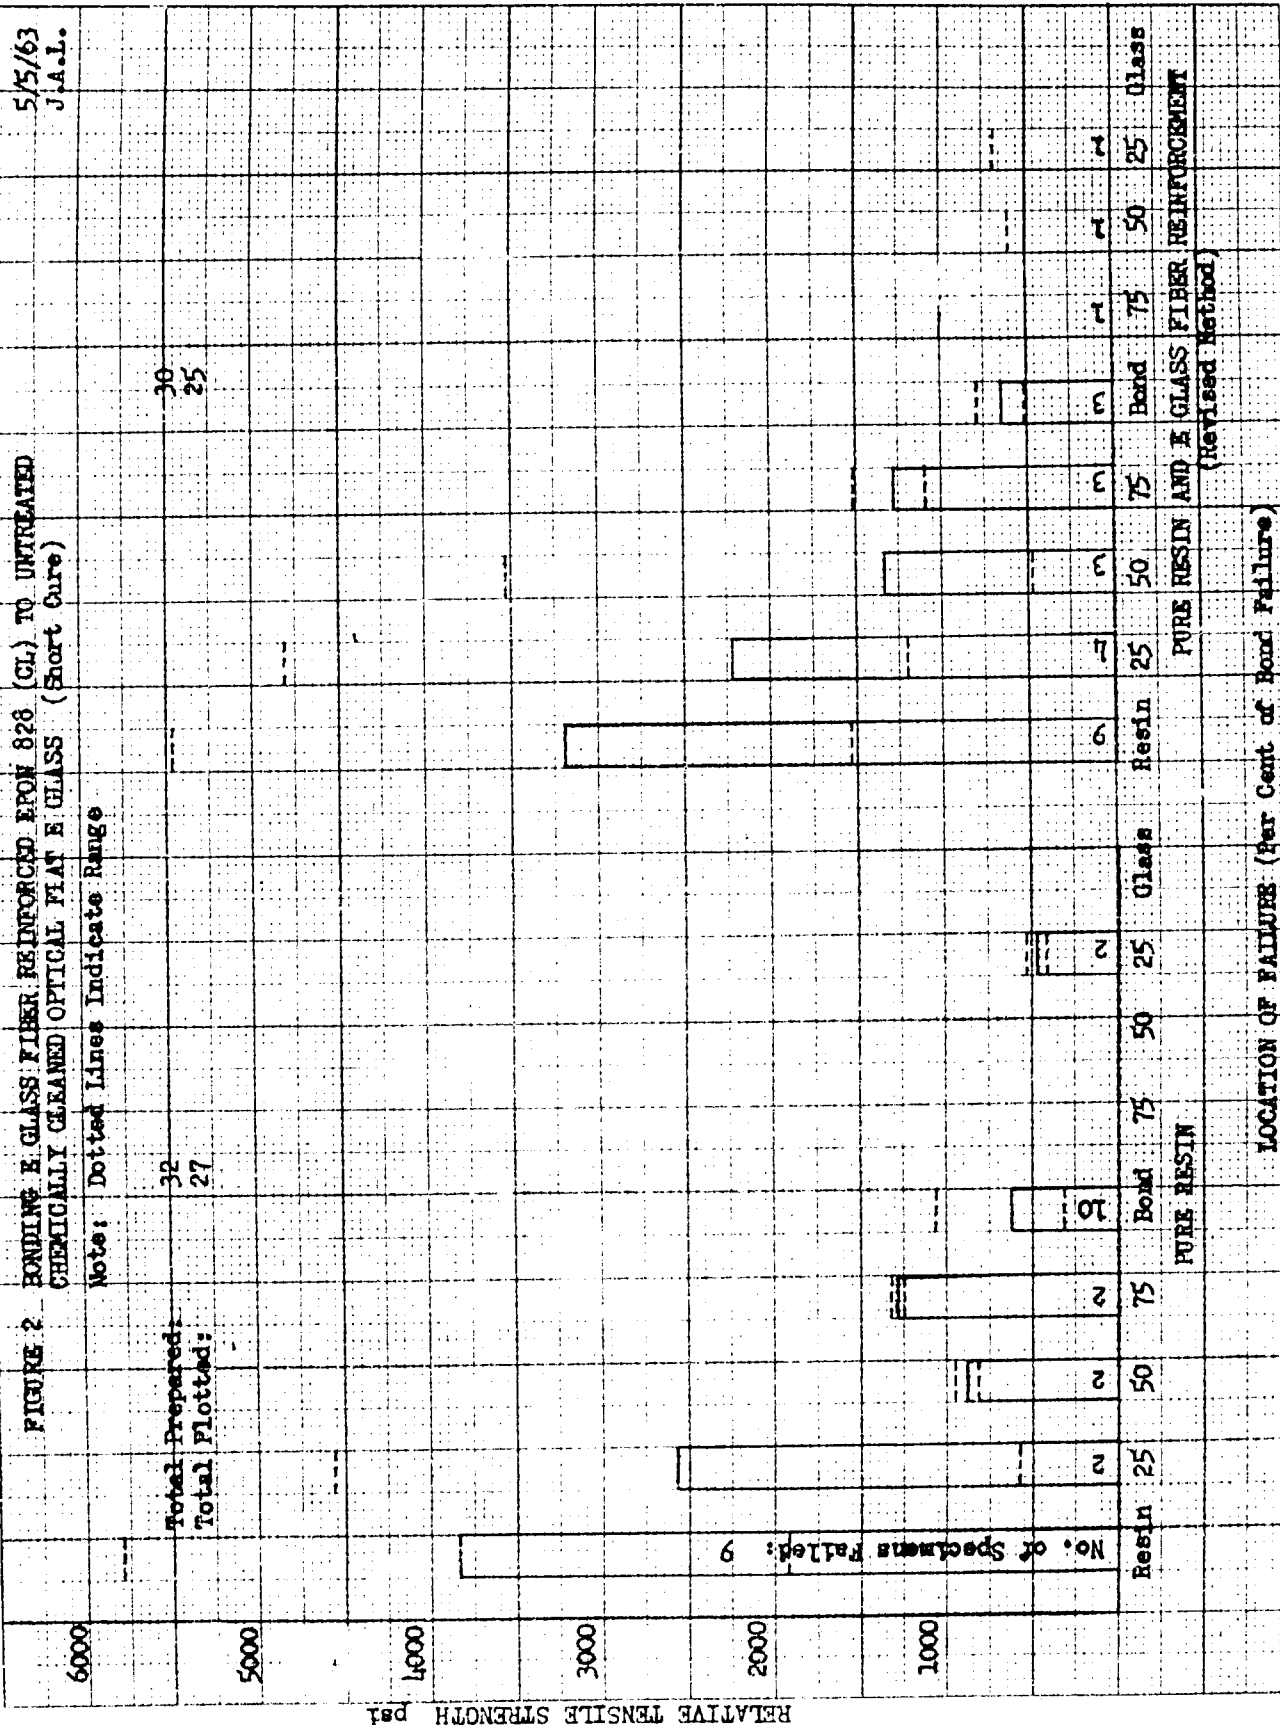 FIGURE 2 BONDING E GLASS FIBER REINFORCED EPON 828 (CL) TO UNTREATED
CHEMICALLY CLEANED OPTICAL FLAT E GLASS (Short Cure)
5/5/63
J.A.L.
Note: Dotted Lines Indicate Range
Total Prepared: 32 30
Total Plotted: 27 25
RELATIVE TENSILE STRENGTH psi
6000
5000
4000
3000
2000
1000
No. of Specimens Failed: 9
2 2 2 10 2 9 4 3 3 3 1 1 1
Resin 25 50 75 Bond 75 50 25 Glass Resin 25 50 75 Bond 75 50 25 Glass
PURE RESIN
PURE RESIN AND E GLASS FIBER REINFORCEMENT
(Revised Method)
LOCATION OF FAILURE (Per Cent of Bond Failure)